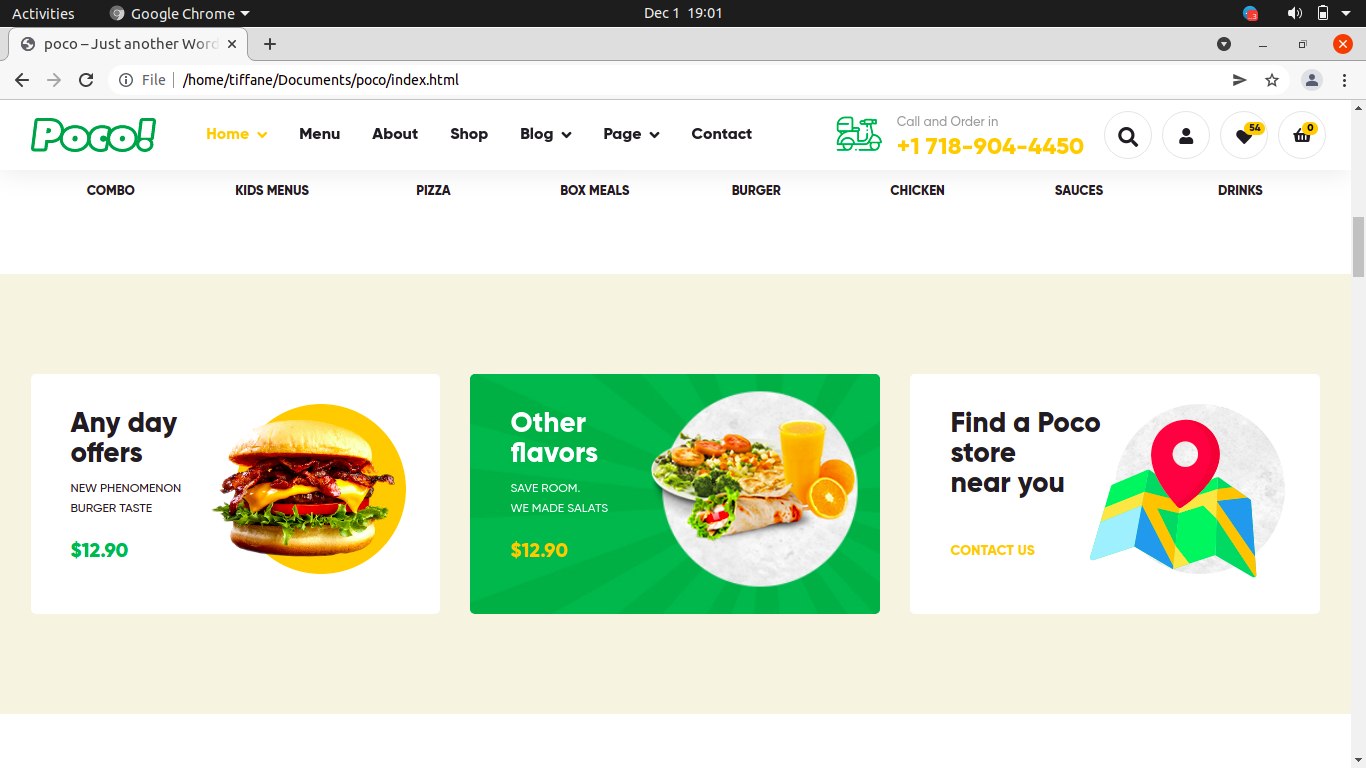 Activities
Google Chrome
Dec 1 19:01
3
poco – Just another Word
File
/home/tiffane/Documents/poco/index.html
Poco!
Home
Menu
About
Shop
Blog
Page
Contact
Call and Order in
+1 718-904-4450
54
0
COMBO
KIDS MENUS
PIZZA
BOX MEALS
BURGER
CHICKEN
SAUCES
DRINKS
Any day
offers
NEW PHENOMENON
BURGER TASTE
$12.90
Other
flavors
SAVE ROOM.
WE MADE SALATS
$12.90
Find a Poco
store
near you
CONTACT US